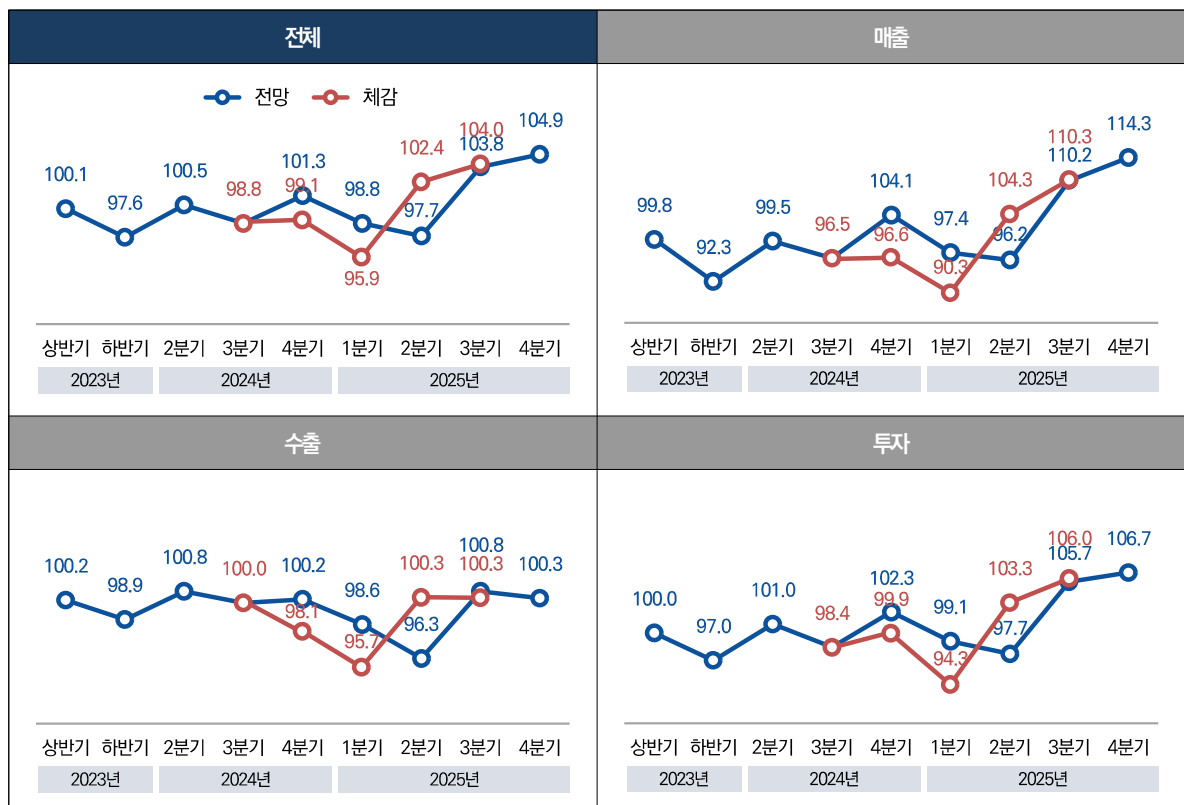 전체
전망 체감
100.1 97.6 100.5 98.8 101.3 99.1 98.8 95.9 97.7 102.4 104.0 103.8 104.9
상반기 하반기 2분기 3분기 4분기 1분기 2분기 3분기 4분기
2023년 2024년 2025년
매출
99.8 92.3 99.5 96.5 104.1 96.6 97.4 90.3 104.3 96.2 110.3 110.2 114.3
상반기 하반기 2분기 3분기 4분기 1분기 2분기 3분기 4분기
2023년 2024년 2025년
수출
100.2 98.9 100.8 100.0 100.2 98.1 98.6 95.7 100.3 96.3 100.8 100.3 100.3
상반기 하반기 2분기 3분기 4분기 1분기 2분기 3분기 4분기
2023년 2024년 2025년
투자
100.0 97.0 101.0 98.4 102.3 99.9 99.1 94.3 103.3 97.7 106.0 105.7 106.7
상반기 하반기 2분기 3분기 4분기 1분기 2분기 3분기 4분기
2023년 2024년 2025년